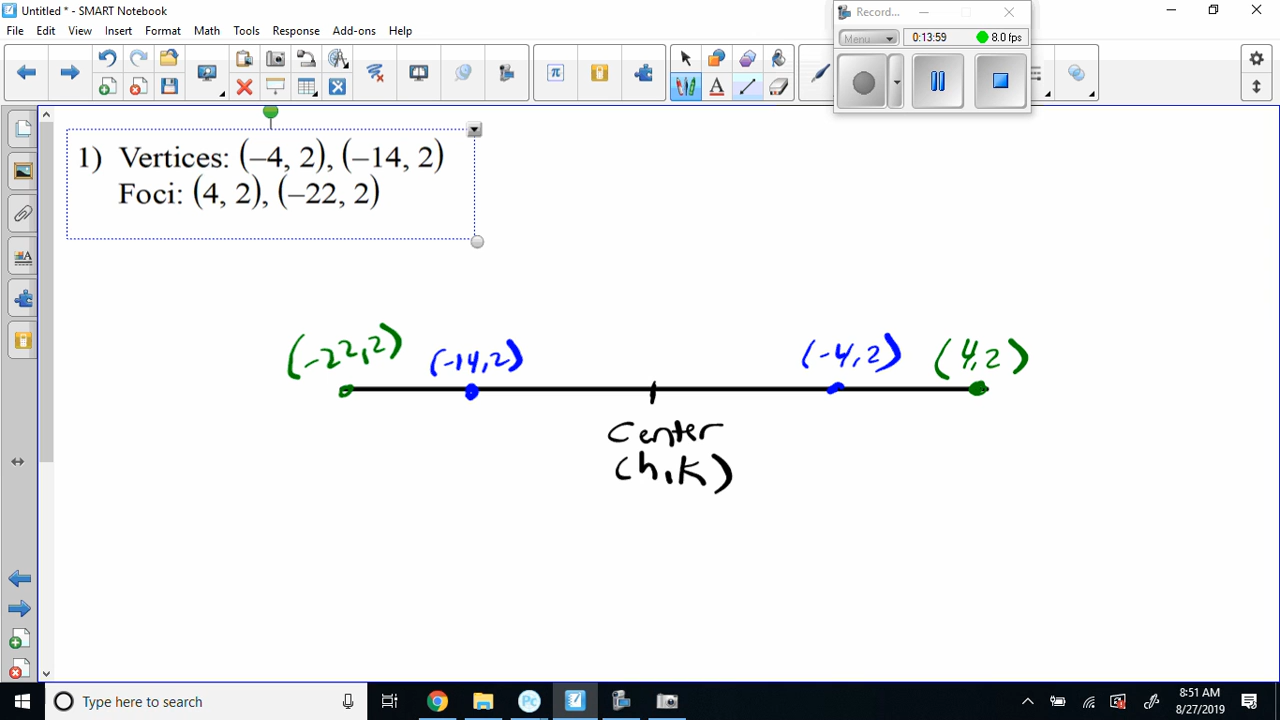 Untitled * - SMART Notebook
File Edit View Insert Format Math Tools Response Add-ons Help
Record...
Menu 0:13:59 8.0 fps
π
A
1) Vertices: (–4, 2), (–14, 2)
Foci: (4, 2), (–22, 2)
(-22,2) (-14,2) (-4,2) (4,2)
Center
(h,k)
Type here to search
Pc
8:51 AM
8/27/2019